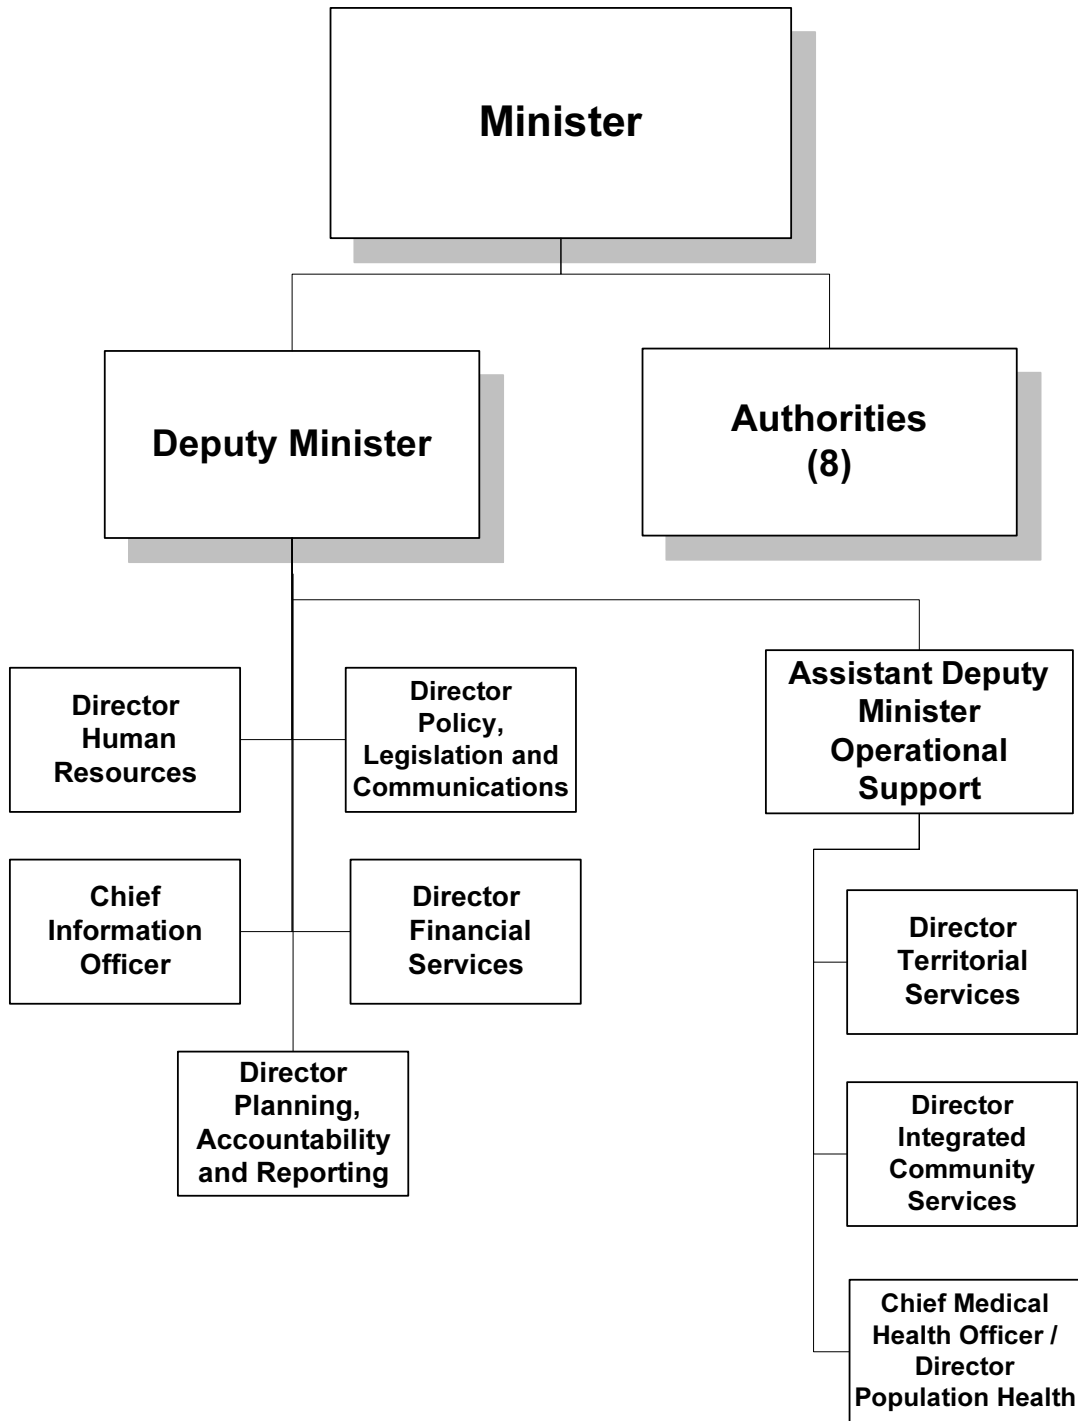 Minister
Deputy Minister
Authorities
(8)
Director
Human
Resources
Director
Policy,
Legislation and
Communications
Assistant Deputy
Minister
Operational
Support
Chief
Information
Officer
Director
Financial
Services
Director
Planning,
Accountability
and Reporting
Director
Territorial
Services
Director
Integrated
Community
Services
Chief Medical
Health Officer /
Director
Population Health